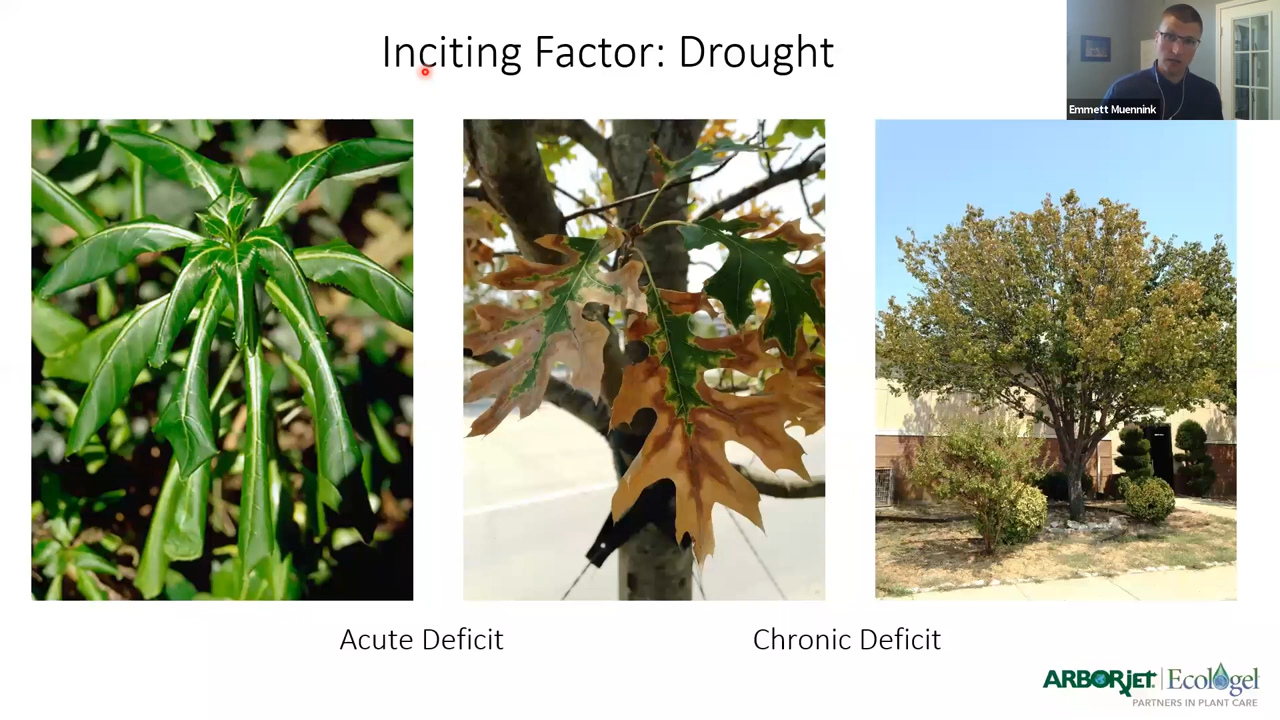 Inciting Factor: Drought
Emmett Muennink
Acute Deficit
Chronic Deficit
ARBORjET | Ecologel
PARTNERS IN PLANT CARE